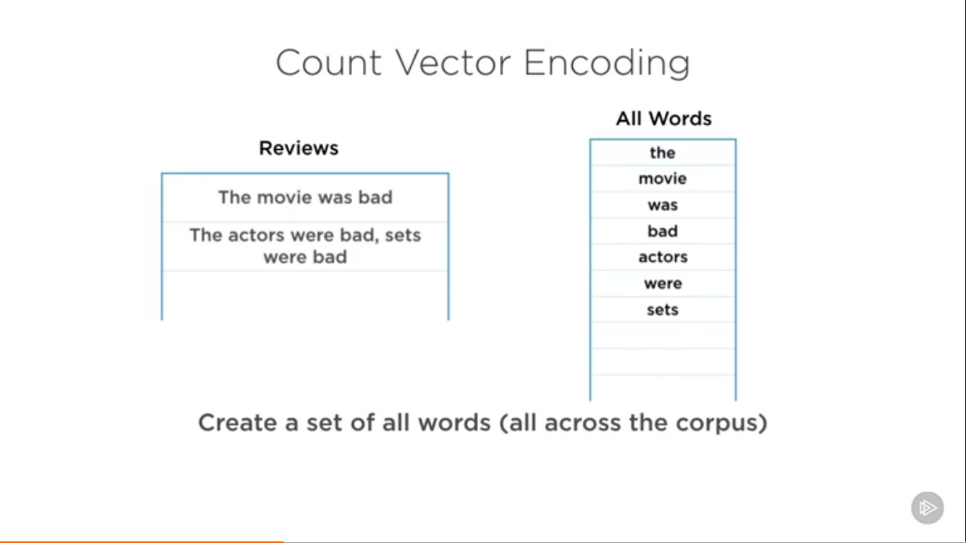 Count Vector Encoding
Reviews
The movie was bad
The actors were bad, sets
were bad
All Words
the
movie
was
bad
actors
were
sets
Create a set of all words (all across the corpus)